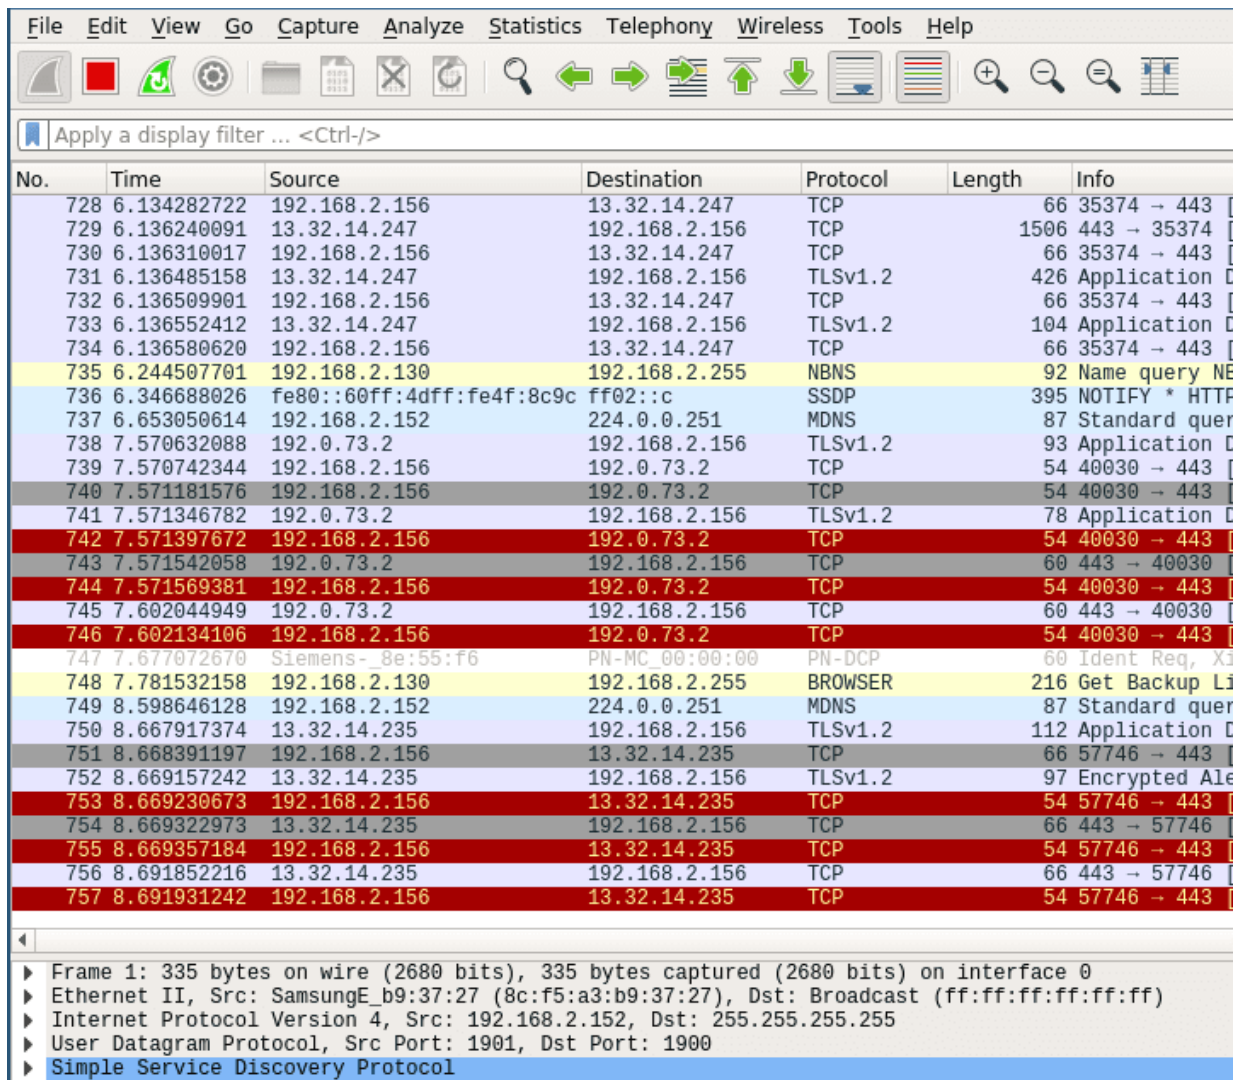 File Edit View Go Capture Analyze Statistics Telephony Wireless Tools Help
Apply a display filter ... <Ctrl-/>
No. Time Source Destination Protocol Length Info
728 6.134282722 192.168.2.156 13.32.14.247 TCP 66 35374 → 443 [
729 6.136240091 13.32.14.247 192.168.2.156 TCP 1506 443 → 35374 [
730 6.136310017 192.168.2.156 13.32.14.247 TCP 66 35374 → 443 [
731 6.136485158 13.32.14.247 192.168.2.156 TLSv1.2 426 Application D
732 6.136509901 192.168.2.156 13.32.14.247 TCP 66 35374 → 443 [
733 6.136552412 13.32.14.247 192.168.2.156 TLSv1.2 104 Application D
734 6.136580620 192.168.2.156 13.32.14.247 TCP 66 35374 → 443 [
735 6.244507701 192.168.2.130 192.168.2.255 NBNS 92 Name query NB
736 6.346688026 fe80::60ff:4dff:fe4f:8c9c ff02::c SSDP 395 NOTIFY * HTTP
737 6.653050614 192.168.2.152 224.0.0.251 MDNS 87 Standard quer
738 7.570632088 192.0.73.2 192.168.2.156 TLSv1.2 93 Application D
739 7.570742344 192.168.2.156 192.0.73.2 TCP 54 40030 → 443 [
740 7.571181576 192.168.2.156 192.0.73.2 TCP 54 40030 → 443 [
741 7.571346782 192.0.73.2 192.168.2.156 TLSv1.2 78 Application D
742 7.571397672 192.168.2.156 192.0.73.2 TCP 54 40030 → 443 [
743 7.571542058 192.0.73.2 192.168.2.156 TCP 60 443 → 40030 [
744 7.571569381 192.168.2.156 192.0.73.2 TCP 54 40030 → 443 [
745 7.602044949 192.0.73.2 192.168.2.156 TCP 60 443 → 40030 [
746 7.602134106 192.168.2.156 192.0.73.2 TCP 54 40030 → 443 [
747 7.677072670 Siemens-_8e:55:f6 PN-MC_00:00:00 PN-DCP 60 Ident Req, Xi
748 7.781532158 192.168.2.130 192.168.2.255 BROWSER 216 Get Backup Li
749 8.598646128 192.168.2.152 224.0.0.251 MDNS 87 Standard quer
750 8.667917374 13.32.14.235 192.168.2.156 TLSv1.2 112 Application D
751 8.668391197 192.168.2.156 13.32.14.235 TCP 66 57746 → 443 [
752 8.669157242 13.32.14.235 192.168.2.156 TLSv1.2 97 Encrypted Ale
753 8.669230673 192.168.2.156 13.32.14.235 TCP 54 57746 → 443 [
754 8.669322973 13.32.14.235 192.168.2.156 TCP 66 443 → 57746 [
755 8.669357184 192.168.2.156 13.32.14.235 TCP 54 57746 → 443 [
756 8.691852216 13.32.14.235 192.168.2.156 TCP 66 443 → 57746 [
757 8.691931242 192.168.2.156 13.32.14.235 TCP 54 57746 → 443 [
Frame 1: 335 bytes on wire (2680 bits), 335 bytes captured (2680 bits) on interface 0
Ethernet II, Src: SamsungE_b9:37:27 (8c:f5:a3:b9:37:27), Dst: Broadcast (ff:ff:ff:ff:ff:ff)
Internet Protocol Version 4, Src: 192.168.2.152, Dst: 255.255.255.255
User Datagram Protocol, Src Port: 1901, Dst Port: 1900
Simple Service Discovery Protocol